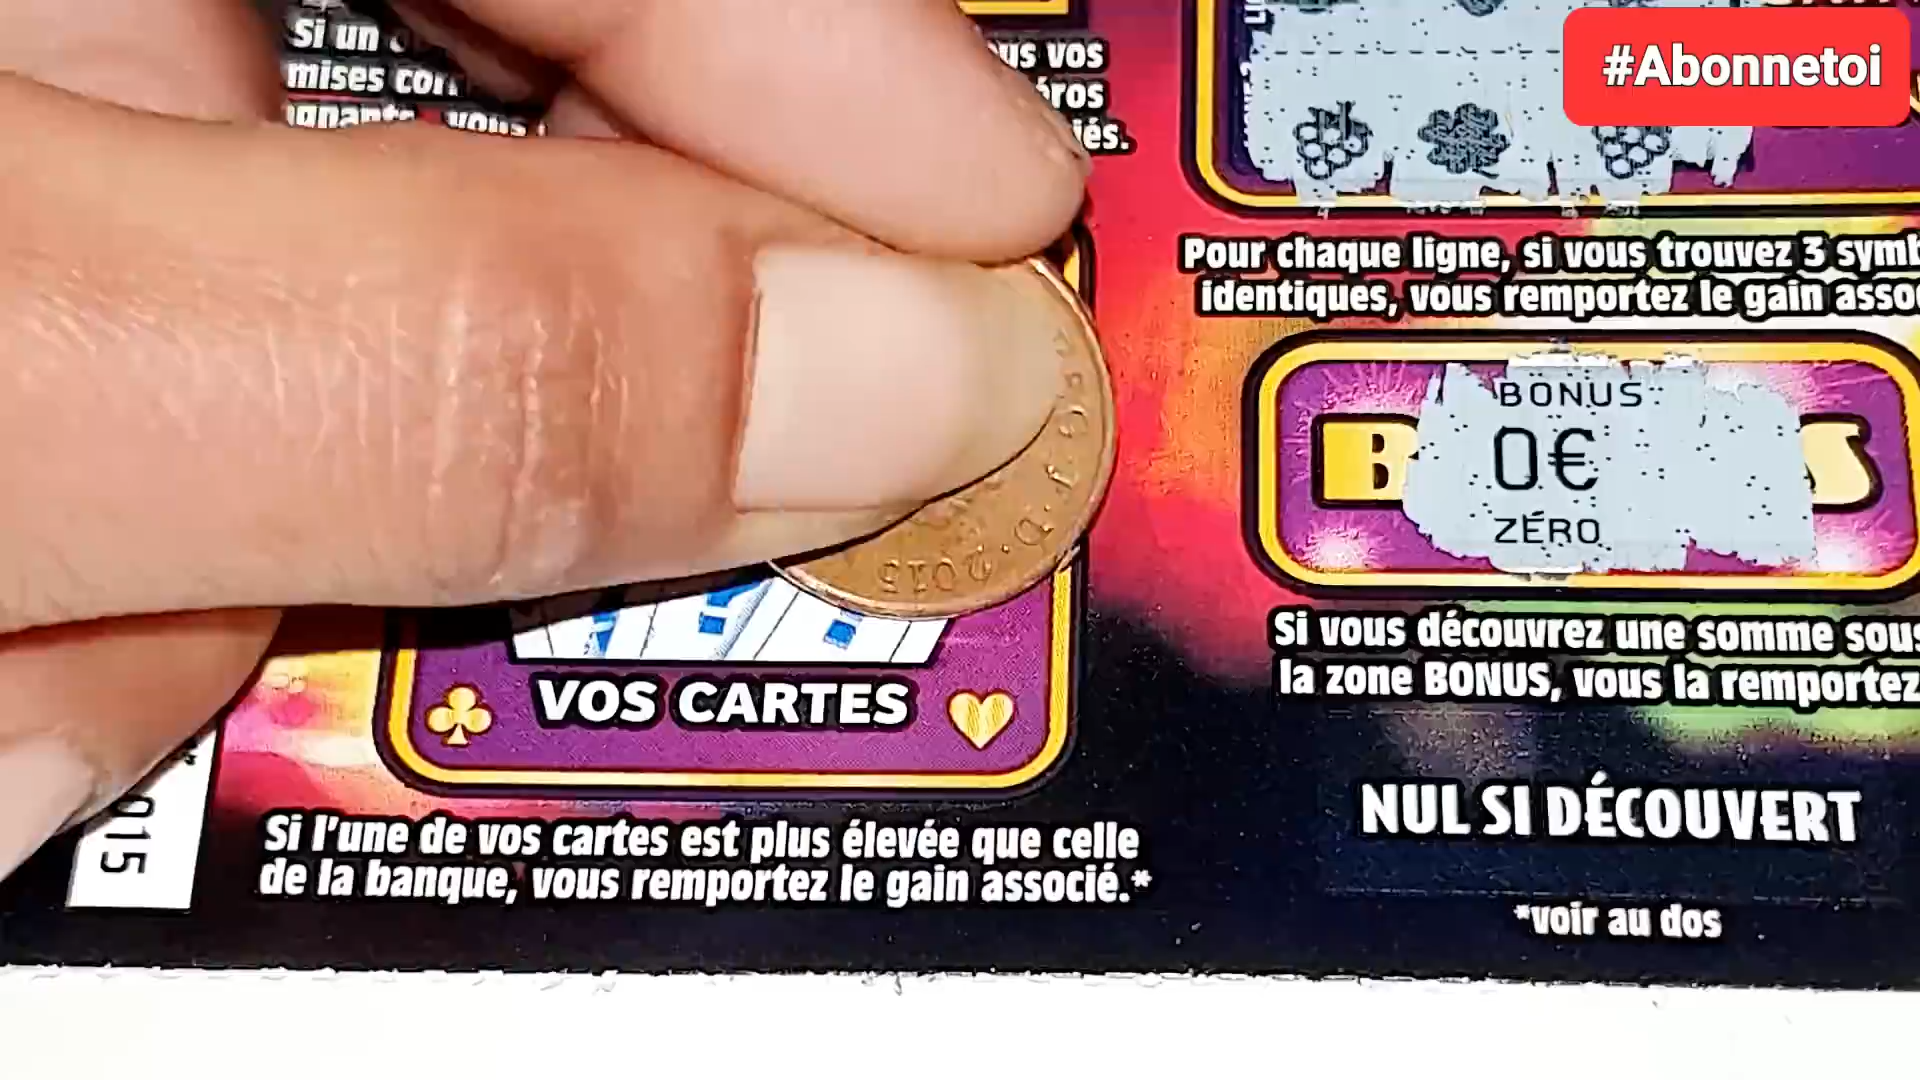 #Abonnetoi
Si un
mises
vous
us vos
iés.
Pour chaque ligne, si vous trouvez 3 symb
identiques, vous remportez le gain asso
BONUS
0€
ZÉRO
B S
Si vous découvrez une somme sous
la zone BONUS, vous la remportez
2015
VOS CARTES
015
Si l'une de vos cartes est plus élevée que celle
de la banque, vous remportez le gain associé.*
NUL SI DÉCOUVERT
*voir au dos